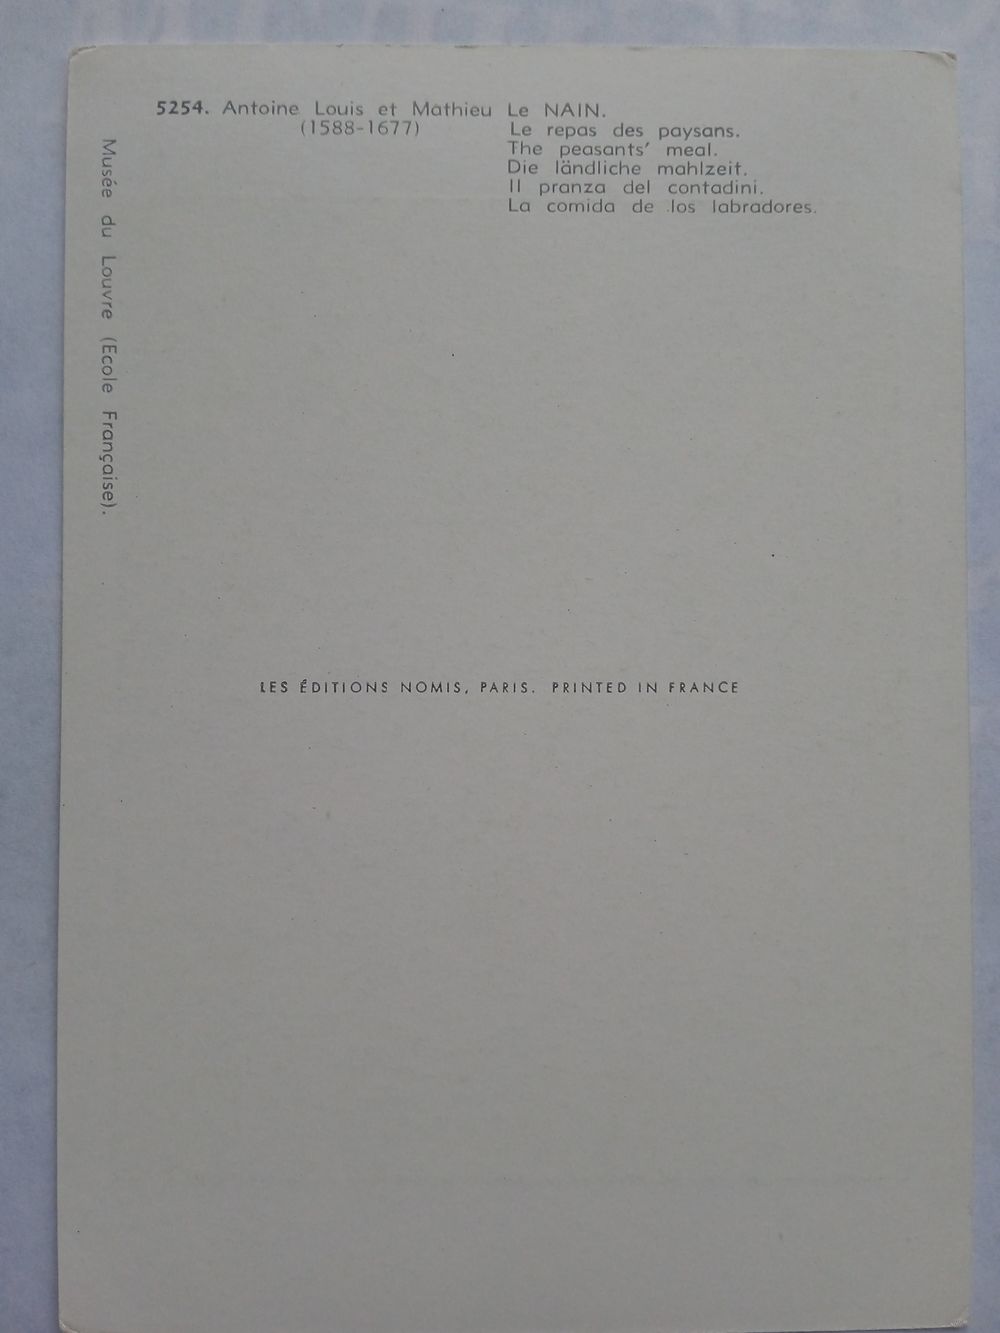 5254. Antoine Louis et Mathieu Le NAIN.
(1588-1677)
Le repas des paysans.
The peasants' meal.
Die ländliche mahlzeit.
Il pranza del contadini.
La comida de los labradores.
Musée du Louvre (Ecole Française).
LES ÉDITIONS NOMIS, PARIS. PRINTED IN FRANCE